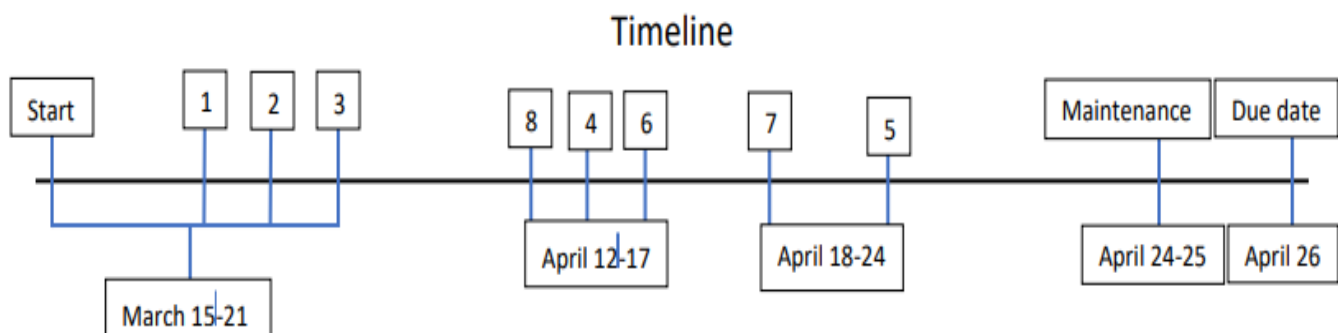 Timeline
Start
1
2
3
8
4
6
7
5
Maintenance
Due date
March 15-21
April 12-17
April 18-24
April 24-25
April 26